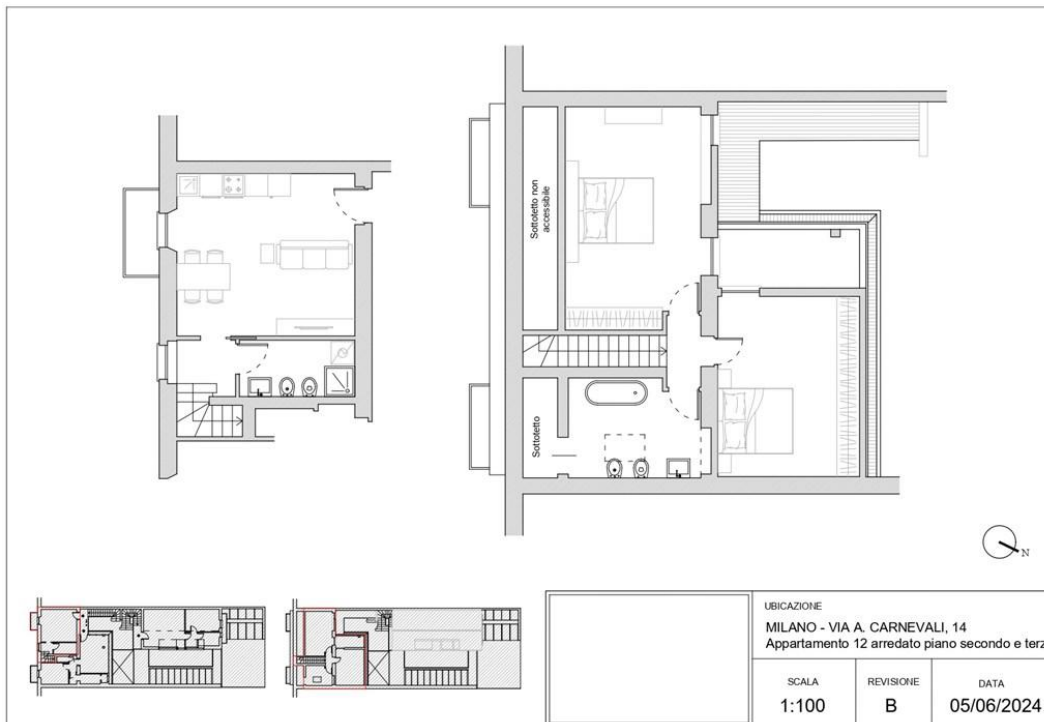 Sottotetto non
accessibile
Sottotetto
N
UBICAZIONE
MILANO - VIA A. CARNEVALI, 14
Appartamento 12 arredato piano secondo e terz
SCALA
1:100
REVISIONE
B
DATA
05/06/2024